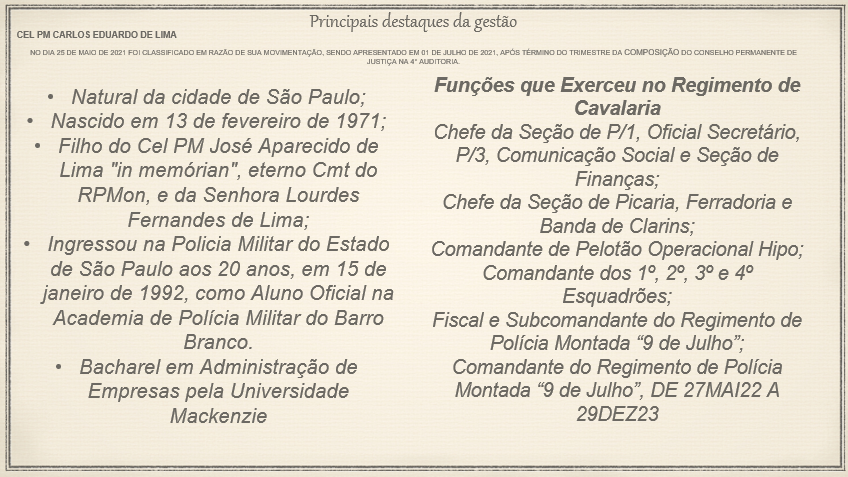 Principais destaques da gestão
CEL PM CARLOS EDUARDO DE LIMA
NO DIA 25 DE MAIO DE 2021 FOI CLASSIFICADO EM RAZÃO DE SUA MOVIMENTAÇÃO, SENDO APRESENTADO EM 01 DE JULHO DE 2021, APÓS TÉRMINO DO TRIMESTRE DA COMPOSIÇÃO DO CONSELHO PERMANENTE DE
JUSTIÇA NA 4° AUDITORIA.
• Natural da cidade de São Paulo;
• Nascido em 13 de fevereiro de 1971;
• Filho do Cel PM José Aparecido de
Lima "in memórian", eterno Cmt do
RPMon, e da Senhora Lourdes
Fernandes de Lima;
• Ingressou na Policia Militar do Estado
de São Paulo aos 20 anos, em 15 de
janeiro de 1992, como Aluno Oficial na
Academia de Polícia Militar do Barro
Branco.
• Bacharel em Administração de
Empresas pela Universidade
Mackenzie
Funções que Exerceu no Regimento de
Cavalaria
Chefe da Seção de P/1, Oficial Secretário,
P/3, Comunicação Social e Seção de
Finanças;
Chefe da Seção de Picaria, Ferradoria e
Banda de Clarins;
Comandante de Pelotão Operacional Hipo;
Comandante dos 1º, 2º, 3º e 4º
Esquadrões;
Fiscal e Subcomandante do Regimento de
Polícia Montada “9 de Julho”;
Comandante do Regimento de Polícia
Montada “9 de Julho”, DE 27MAI22 A
29DEZ23